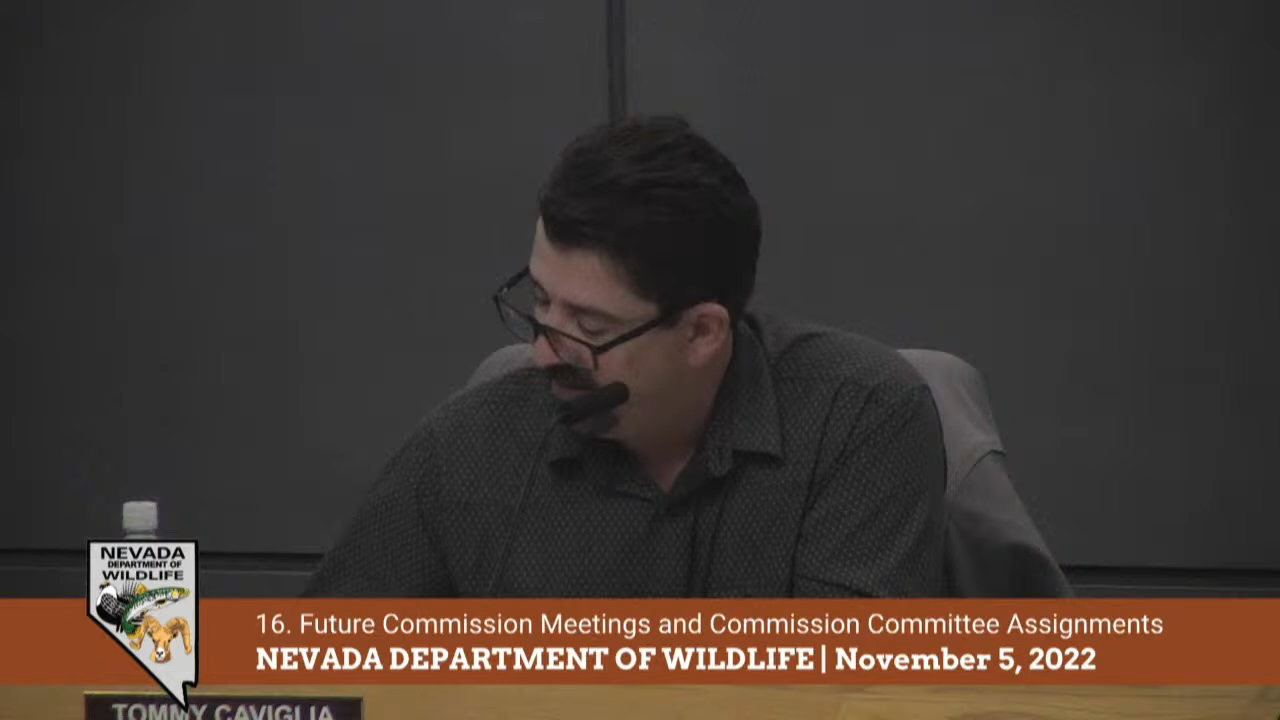 NEVADA
DEPARTMENT OF
WILDLIFE
16. Future Commission Meetings and Commission Committee Assignments
NEVADA DEPARTMENT OF WILDLIFE | November 5, 2022
TOMMY CAVIGLIA